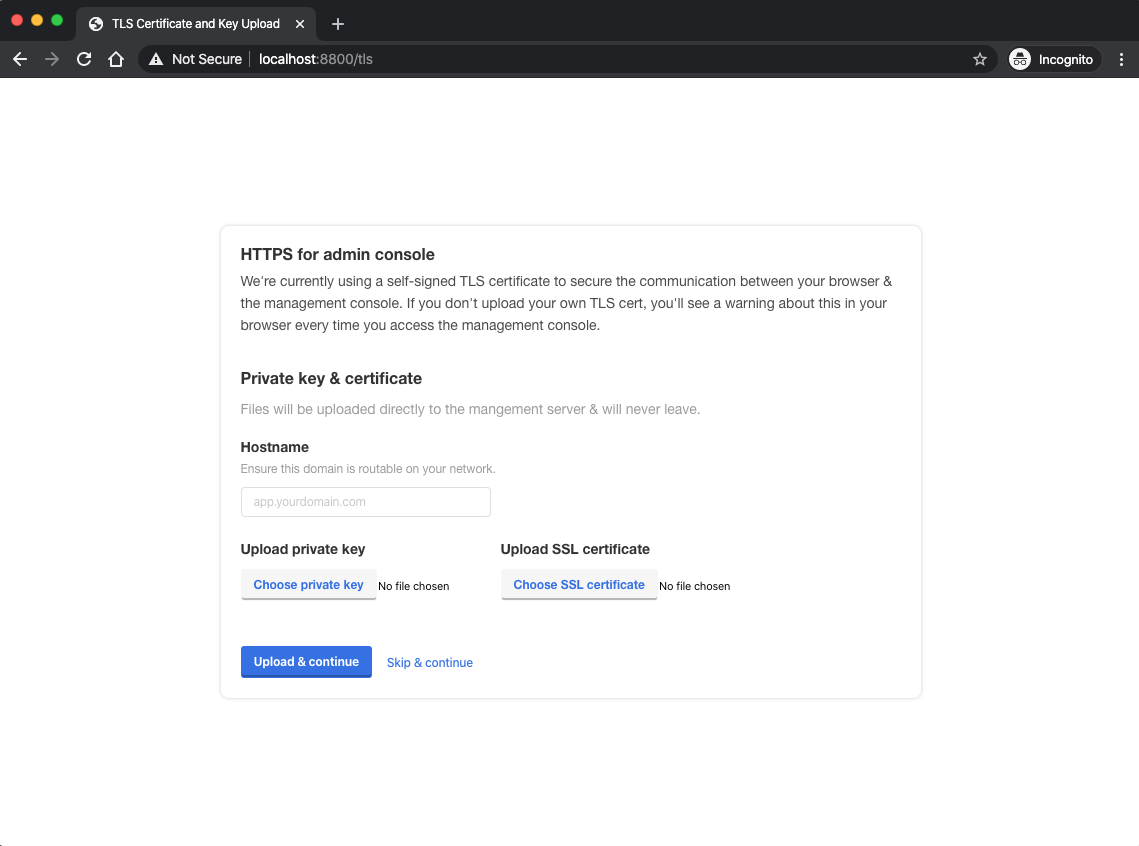 TLS Certificate and Key Upload
Not Secure localhost:8800/tls Incognito
HTTPS for admin console
We're currently using a self-signed TLS certificate to secure the communication between your browser &
the management console. If you don't upload your own TLS cert, you'll see a warning about this in your
browser every time you access the management console.
Private key & certificate
Files will be uploaded directly to the mangement server & will never leave.
Hostname
Ensure this domain is routable on your network.
app.yourdomain.com
Upload private key Upload SSL certificate
Choose private key No file chosen Choose SSL certificate No file chosen
Upload & continue Skip & continue